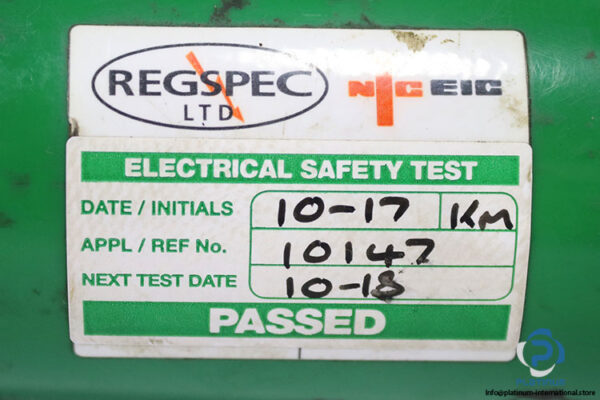 REGSPEC
LTD
NICEIC
ELECTRICAL SAFETY TEST
DATE / INITIALS 10-17 KM
APPL / REF No. 10147
NEXT TEST DATE 10-18
PASSED
info@platinum-international.store